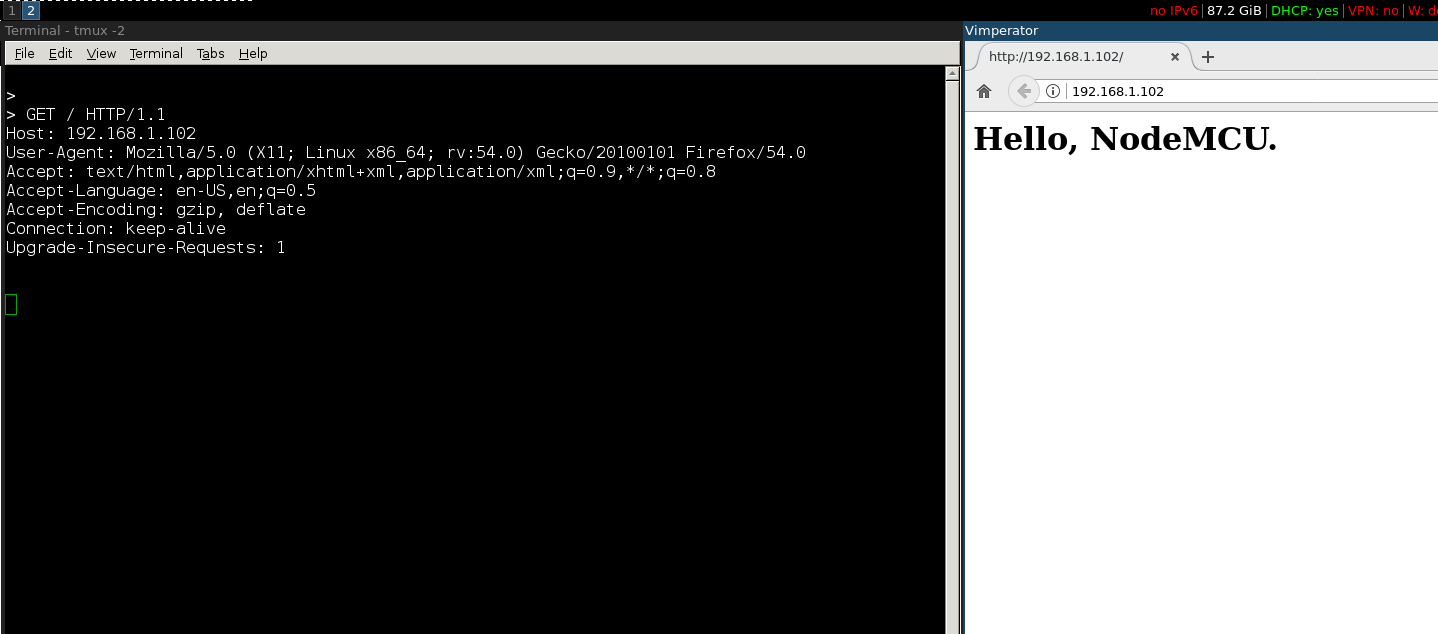 1 2
no IPv6 | 87.2 GiB | DHCP: yes | VPN: no | W: d
Terminal - tmux -2
File Edit View Terminal Tabs Help
>
> GET / HTTP/1.1
Host: 192.168.1.102
User-Agent: Mozilla/5.0 (X11; Linux x86_64; rv:54.0) Gecko/20100101 Firefox/54.0
Accept: text/html,application/xhtml+xml,application/xml;q=0.9,*/*;q=0.8
Accept-Language: en-US,en;q=0.5
Accept-Encoding: gzip, deflate
Connection: keep-alive
Upgrade-Insecure-Requests: 1
Vimperator
http://192.168.1.102/
192.168.1.102
Hello, NodeMCU.